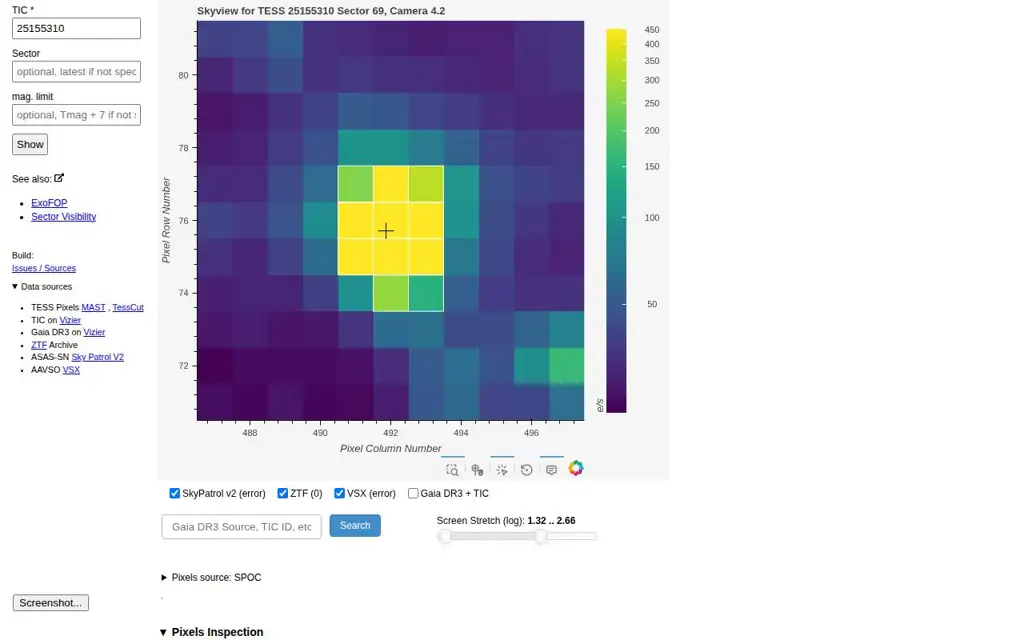 TIC *
25155310
Sector
optional, latest if not spec
mag. limit
optional, Tmag + 7 if not
Show
See also:
ExoFOP
Sector Visibility
Build:
Issues / Sources
▼ Data sources
TESS Pixels MAST , TessCut
TIC on Vizier
Gaia DR3 on Vizier
ZTF Archive
ASAS-SN Sky Patrol V2
AAVSO VSX
Screenshot...
Skyview for TESS 25155310 Sector 69, Camera 4.2
Pixel Row Number
80
78
76
74
72
488 490 492 494 496
Pixel Column Number
450
400
350
300
250
200
150
100
50
e/s
SkyPatrol v2 (error) ZTF (0) VSX (error) Gaia DR3 + TIC
Gaia DR3 Source, TIC ID, etc
Search
Screen Stretch (log): 1.32 .. 2.66
▶ Pixels source: SPOC
▼ Pixels Inspection